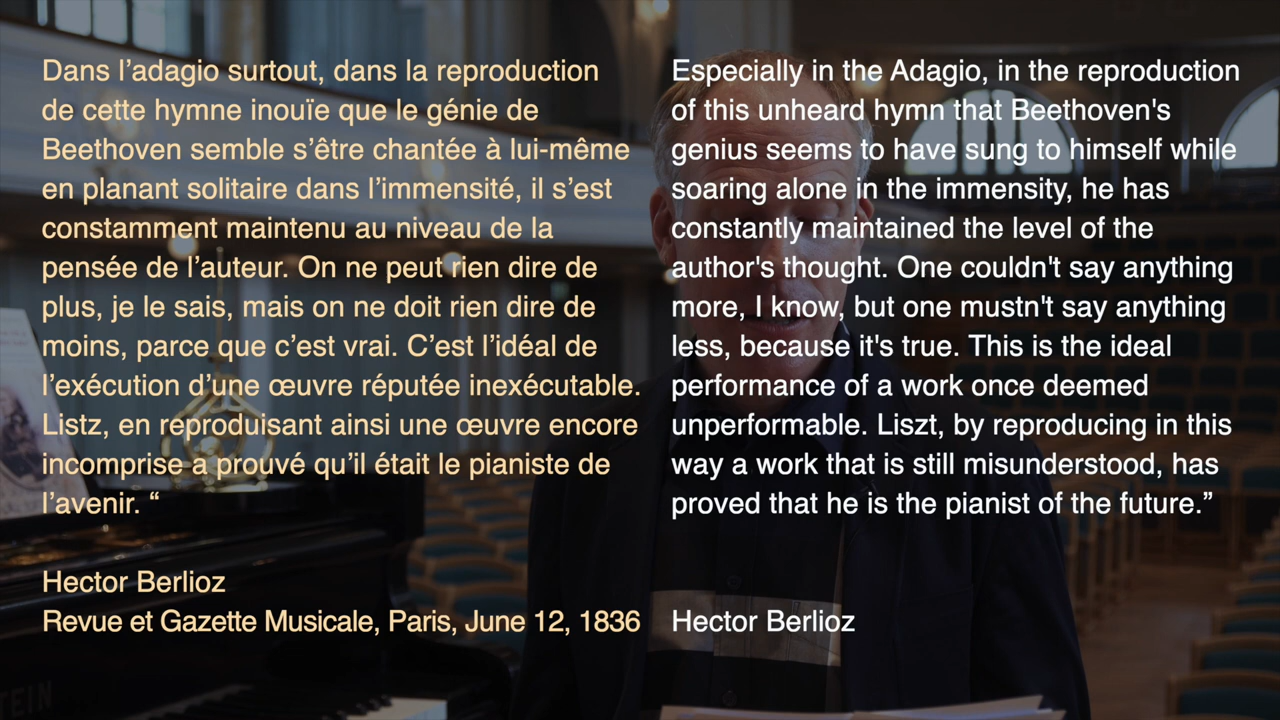 Dans l’adagio surtout, dans la reproduction
de cette hymne inouïe que le génie de
Beethoven semble s’être chantée à lui-même
en planant solitaire dans l’immensité, il s’est
constamment maintenu au niveau de la
pensée de l’auteur. On ne peut rien dire de
plus, je le sais, mais on ne doit rien dire de
moins, parce que c’est vrai. C’est l’idéal de
l’exécution d’une œuvre réputée inexécutable.
Listz, en reproduisant ainsi une œuvre encore
incomprise a prouvé qu’il était le pianiste de
l’avenir. “
Hector Berlioz
Revue et Gazette Musicale, Paris, June 12, 1836
Especially in the Adagio, in the reproduction
of this unheard hymn that Beethoven's
genius seems to have sung to himself while
soaring alone in the immensity, he has
constantly maintained the level of the
author's thought. One couldn't say anything
more, I know, but one mustn't say anything
less, because it's true. This is the ideal
performance of a work once deemed
unperformable. Liszt, by reproducing in this
way a work that is still misunderstood, has
proved that he is the pianist of the future.”
Hector Berlioz